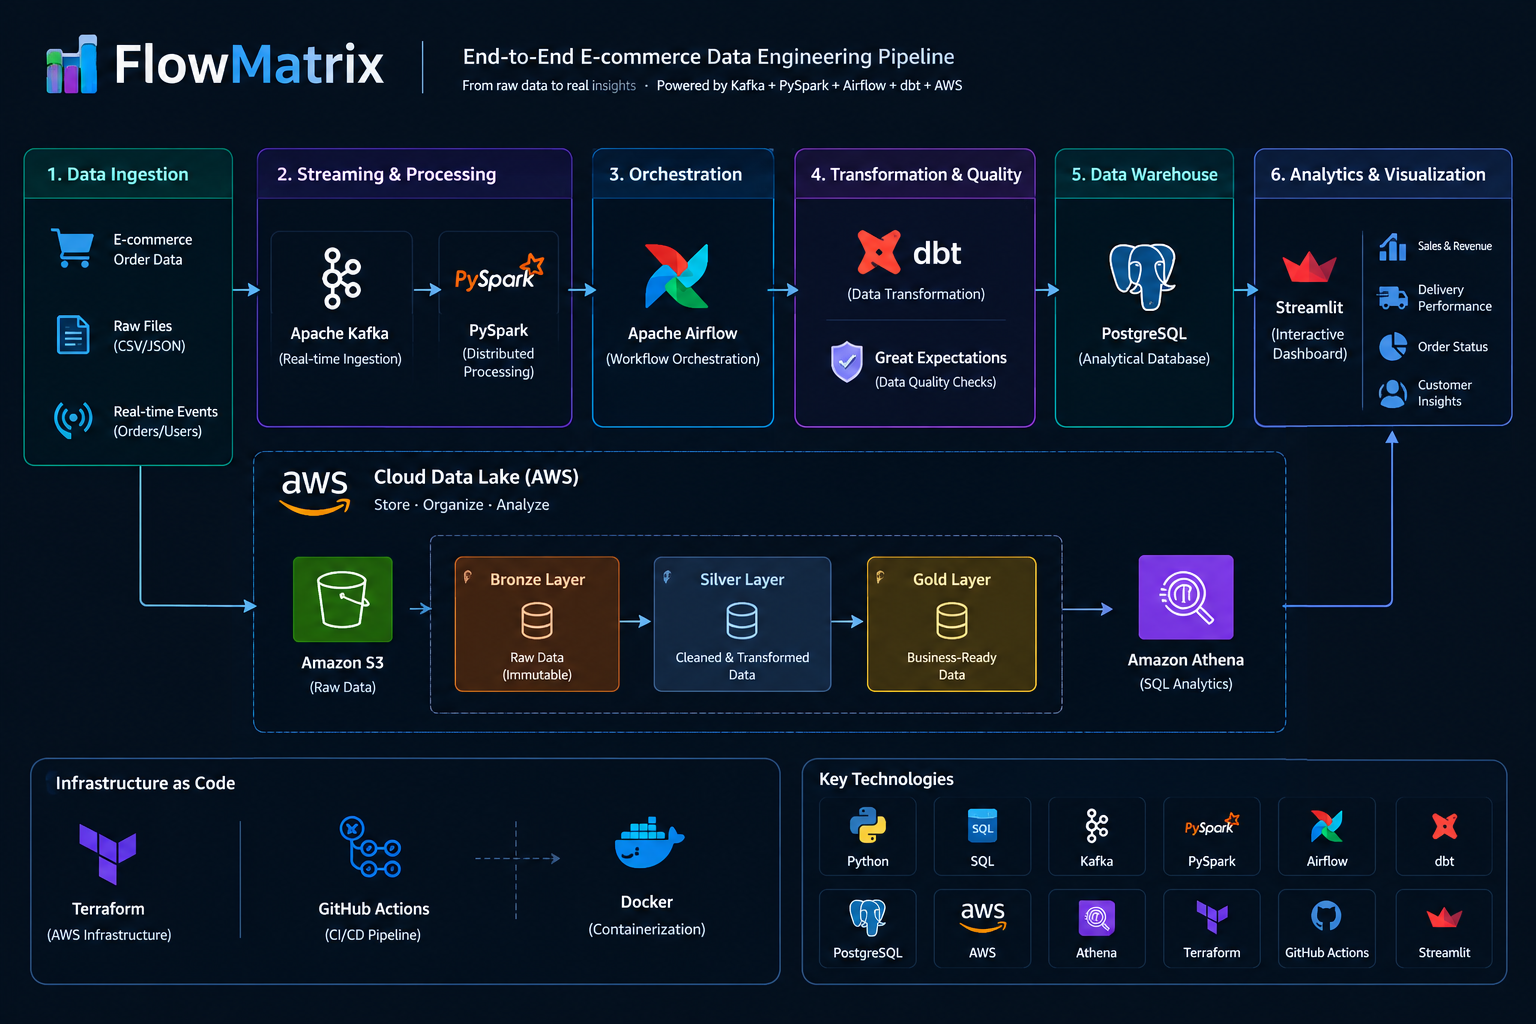 FlowMatrix
End-to-End E-commerce Data Engineering Pipeline
From raw data to real insights · Powered by Kafka + PySpark + Airflow + dbt + AWS
1. Data Ingestion
E-commerce
Order Data
Raw Files
(CSV/JSON)
Real-time Events
(Orders/Users)
2. Streaming & Processing
Apache Kafka
(Real-time Ingestion)
PySpark
PySpark
(Distributed
Processing)
3. Orchestration
Apache Airflow
(Workflow Orchestration)
4. Transformation & Quality
dbt
(Data Transformation)
Great Expectations
(Data Quality Checks)
5. Data Warehouse
PostgreSQL
(Analytical Database)
6. Analytics & Visualization
Streamlit
(Interactive
Dashboard)
Sales & Revenue
Delivery
Performance
Order Status
Customer
Insights
aws
Cloud Data Lake (AWS)
Store · Organize · Analyze
Amazon S3
(Raw Data)
Bronze Layer
Raw Data
(Immutable)
Silver Layer
Cleaned & Transformed
Data
Gold Layer
Business-Ready
Data
Amazon Athena
(SQL Analytics)
Infrastructure as Code
Terraform
(AWS Infrastructure)
GitHub Actions
(CI/CD Pipeline)
Docker
(Containerization)
Key Technologies
Python
SQL
SQL
Kafka
PySpark
PySpark
Airflow
dbt
PostgreSQL
aws
AWS
Athena
Terraform
GitHub Actions
Streamlit